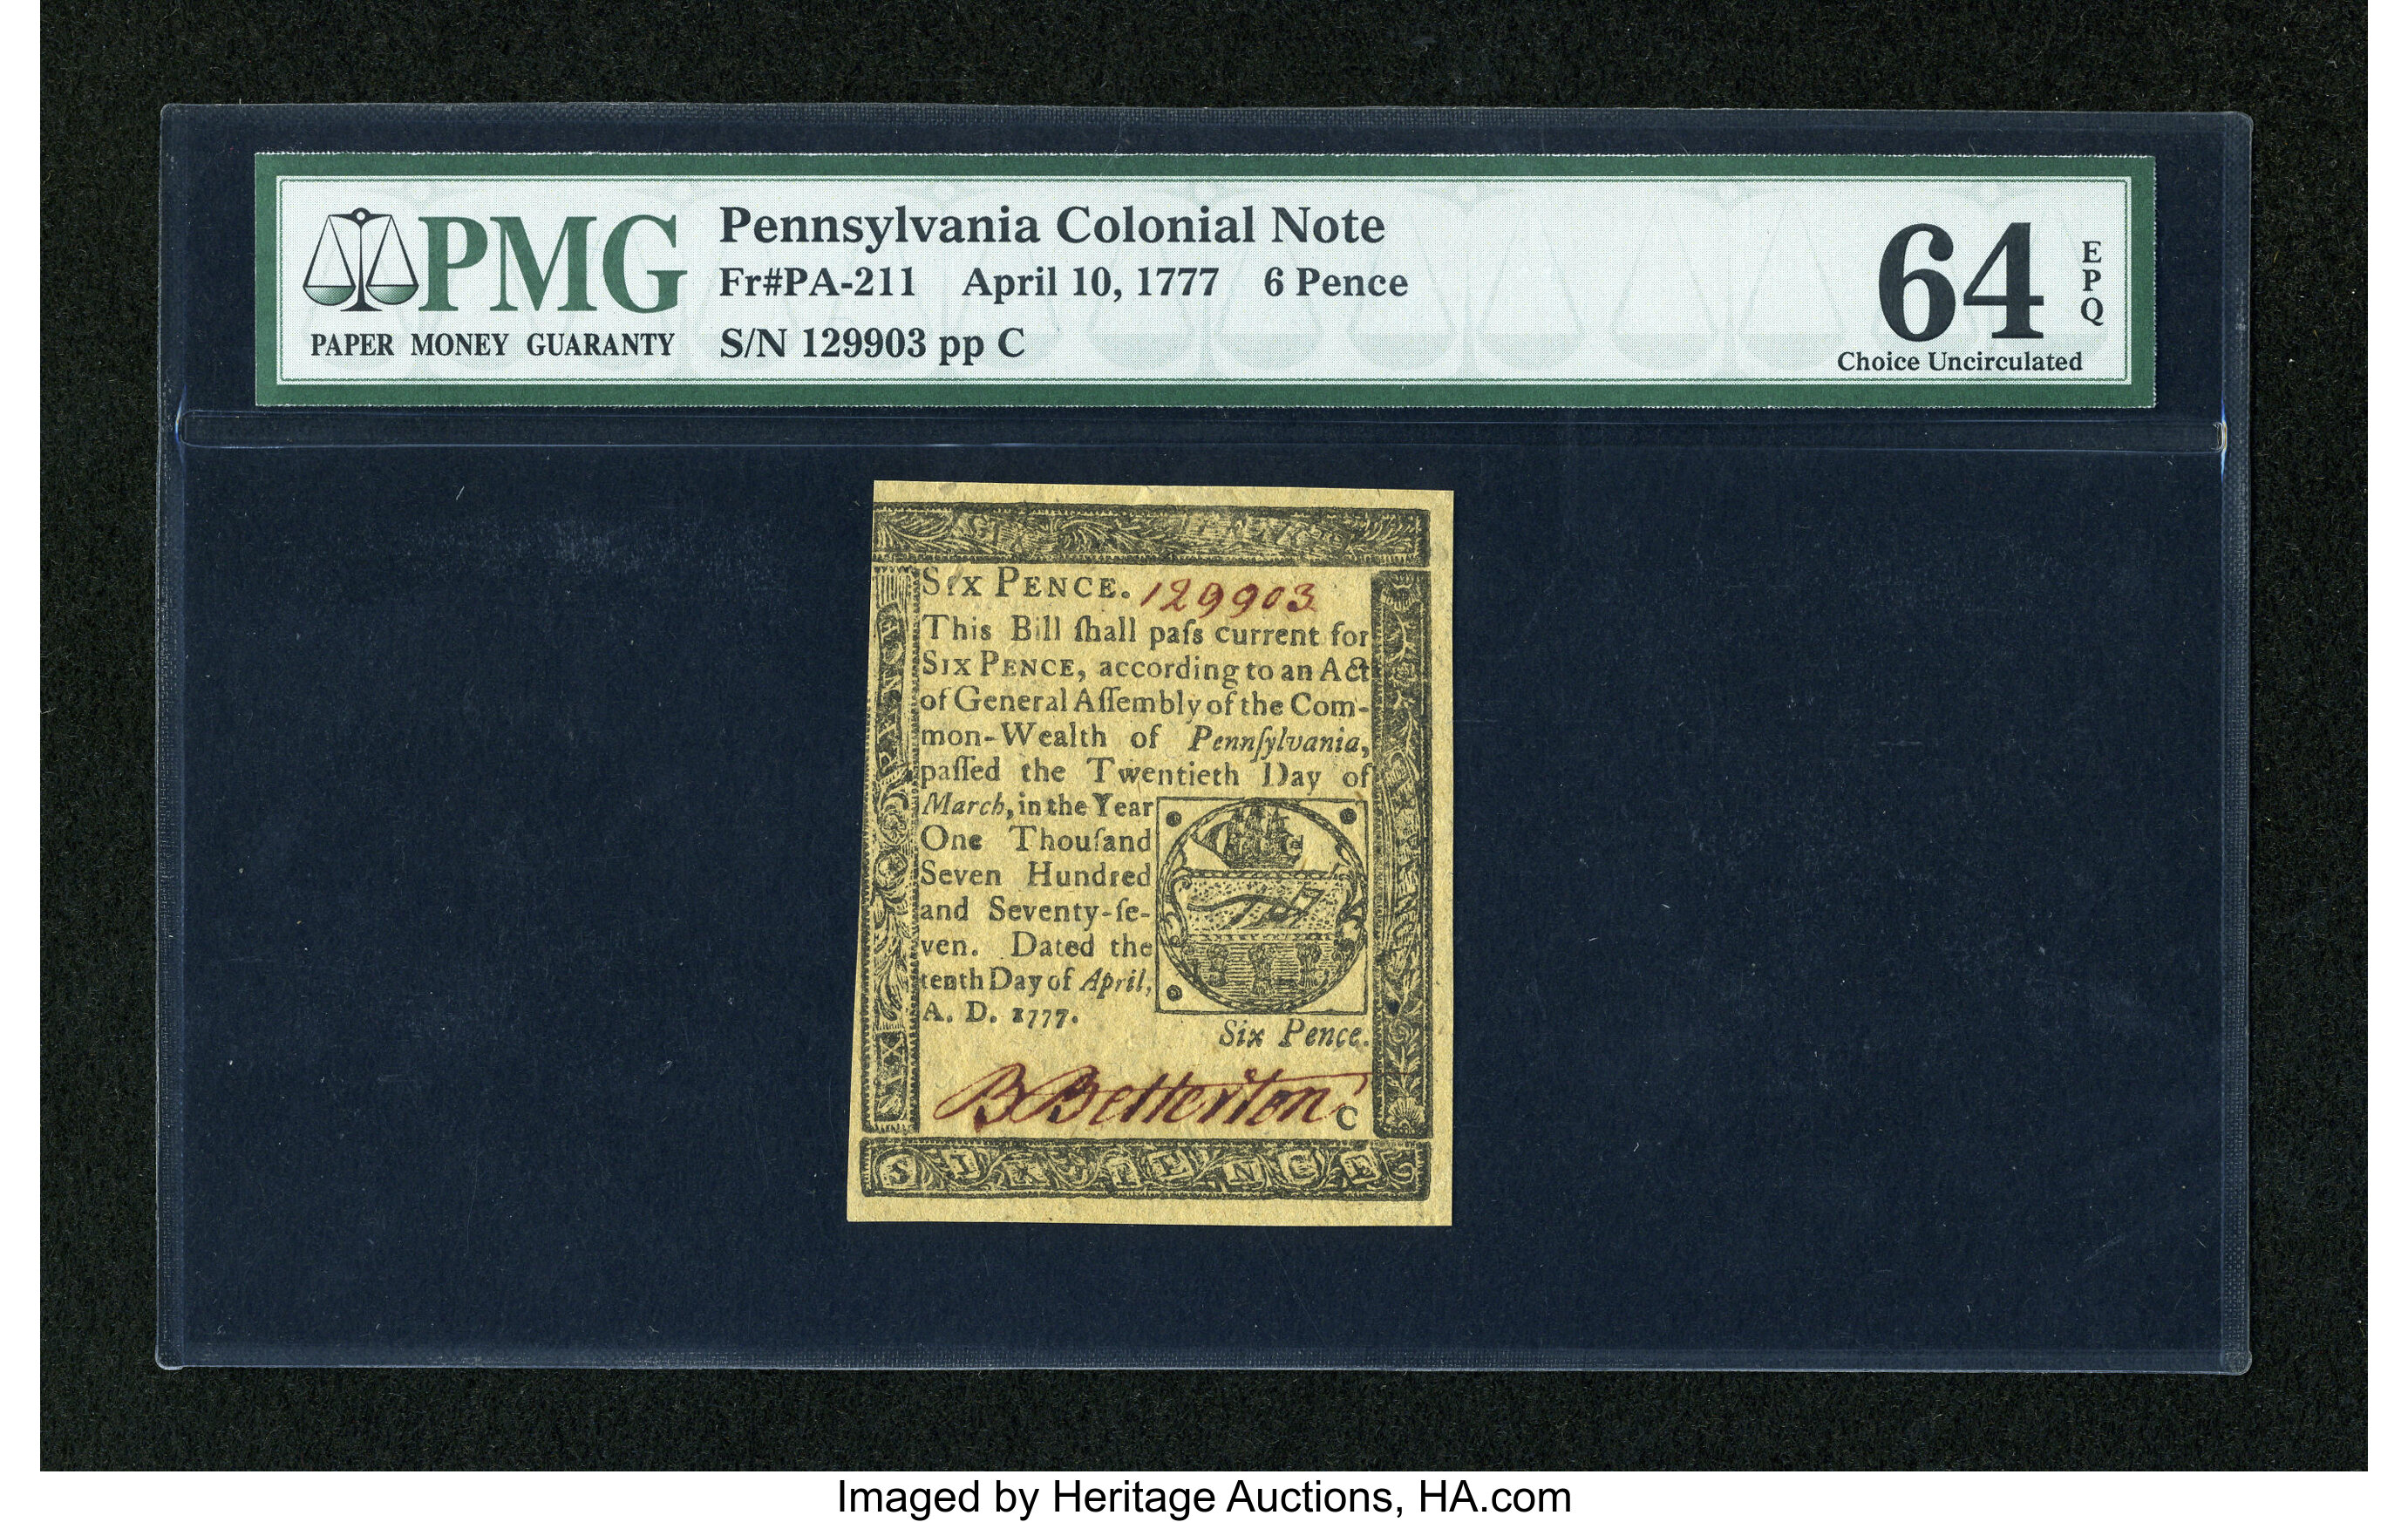 PMG
PAPER MONEY GUARANTY
Pennsylvania Colonial Note
Fr#PA-211 April 10, 1777 6 Pence
S/N 129903 pp C
64
EPQ
Choice Uncirculated
SIX PENCE. 129903
This Bill ſhall paſs current for
SIX PENCE, according to an Act
of General Aſſembly of the Com-
mon-Wealth of Pennſylvania,
paſſed the Twentieth Day of
March, in the Year
One Thouſand
Seven Hundred
and Seventy-ſe-
ven. Dated the
tenth Day of April,
A. D. 1777.
Six Pence.
B Betterton
C
SIX PENCE
Imaged by Heritage Auctions, HA.com